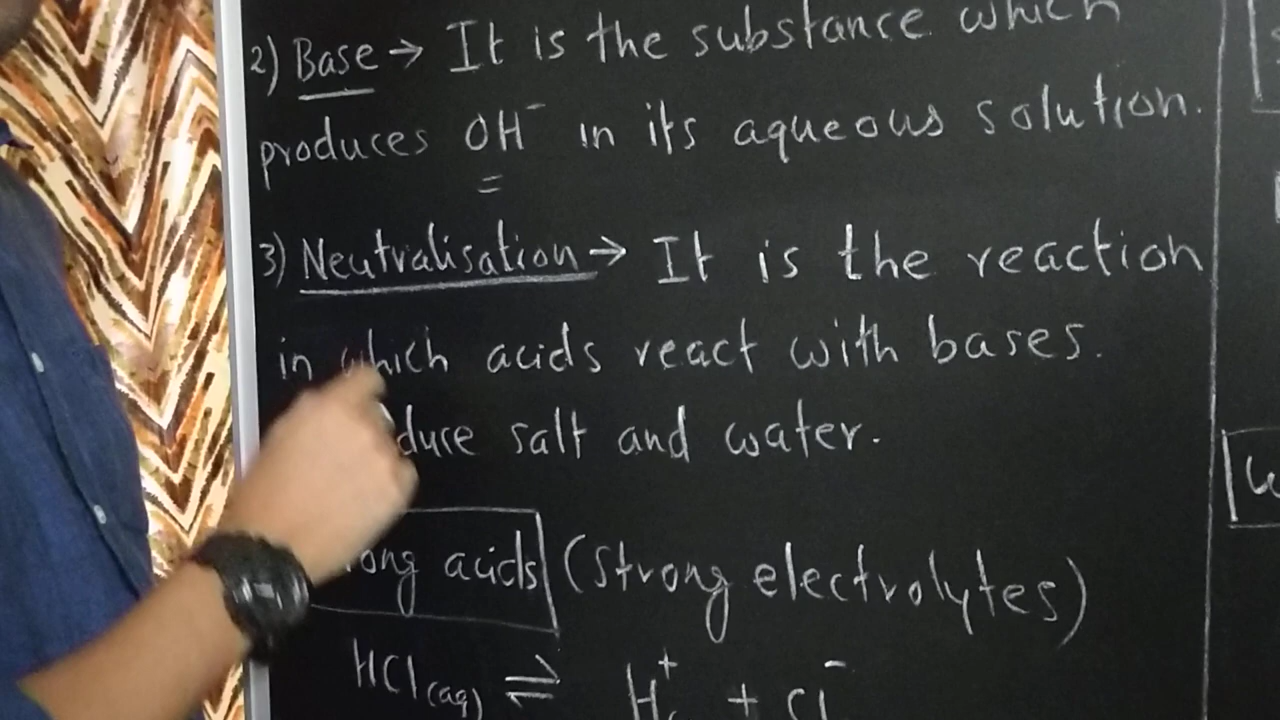 2) Base → It is the substance which
produces OH⁻ in its aqueous solution.
3) Neutralisation → It is the reaction
in which acids react with bases.
duce salt and water.
ong acids (strong electrolytes)
HCl(aq) ⇌ H⁺ + Cl⁻